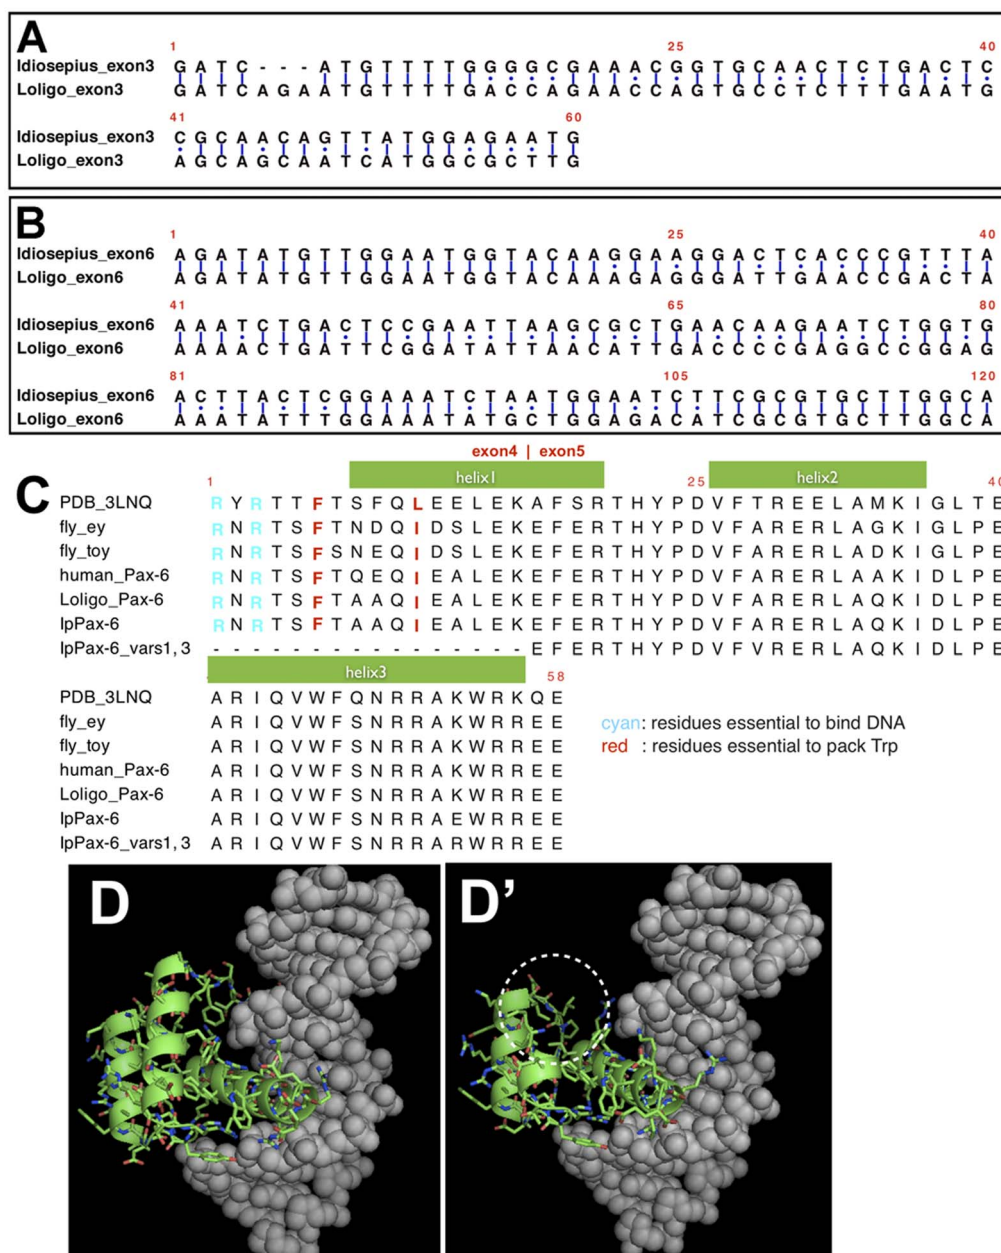 A
1 25 40
Idiosepius_exon3 G A T C - - - A T G T T T T G G G G C G A A A C G G T G C A A C T C T G A C T C
Loligo_exon3 G A T C A G A A T G T T T T G A C C A G A A C C A G T G C C T C T T T G A A T G
41 60
Idiosepius_exon3 C G C A A C A G T T A T G G A G A A T G
Loligo_exon3 A G C A G C A A T C A T G G C G C T T G
B
1 25 40
Idiosepius_exon6 A G A T A T G T T G G A A T G G T A C A A G G A A G G A C T C A C C C G T T T A
Loligo_exon6 A G A T A T G T T G G A A T G G T A C A A A G A G G G A T T G A A C C G A C T A
41 65 80
Idiosepius_exon6 A A A T C T G A C T C C G A A T T A A G C G C T G A A C A A G A A T C T G G T G
Loligo_exon6 A A A A C T G A T T C G G A T A T T A A C A T T G A C C C C G A G G C C G G A G
81 105 120
Idiosepius_exon6 A C T T A C T C G G A A A T C T A A T G G A A T C T T C G C G T G C T T G G C A
Loligo_exon6 A A A T A T T T G G A A A T A T G C T G G A G A C A T C G C G T G C T T G G C A
exon4 | exon5
C
helix1 helix2
1 25 40
PDB_3LNQ R Y R T T F T S F Q L E E L E K A F S R T H Y P D V F T R E E L A M K I G L T E
fly_ey R N R T S F T N D Q I D S L E K E F E R T H Y P D V F A R E R L A G K I G L P E
fly_toy R N R T S F S N E Q I D S L E K E F E R T H Y P D V F A R E R L A D K I G L P E
human_Pax-6 R N R T S F T Q E Q I E A L E K E F E R T H Y P D V F A R E R L A A K I D L P E
Loligo_Pax-6 R N R T S F T A A Q I E A L E K E F E R T H Y P D V F A R E R L A Q K I D L P E
IpPax-6 R N R T S F T A A Q I E A L E K E F E R T H Y P D V F A R E R L A Q K I D L P E
IpPax-6_vars1,3 - - - - - - - - - - - - - - - - E F E R T H Y P D V F V R E R L A Q K I D L P E
helix3
58
PDB_3LNQ A R I Q V W F Q N R R A K W R K Q E
fly_ey A R I Q V W F S N R R A K W R R E E
fly_toy A R I Q V W F S N R R A K W R R E E
human_Pax-6 A R I Q V W F S N R R A K W R R E E
Loligo_Pax-6 A R I Q V W F S N R R A K W R R E E
IpPax-6 A R I Q V W F S N R R A E W R R E E
IpPax-6_vars1,3 A R I Q V W F S N R R A R W R R E E
cyan: residues essential to bind DNA
red : residues essential to pack Trp
D
D'